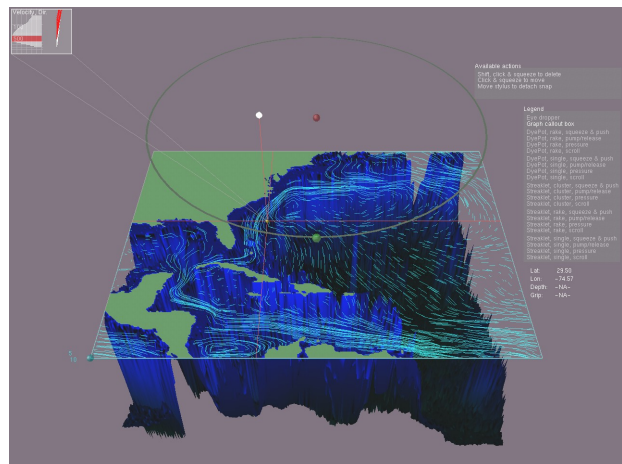 Velocity, Dir
500
Available actions
Shift, click & squeeze to delete
Click & squeeze to move
Move stylus to detach snap
Legend
Eye dropper
Graph callout box
DyePot, rake, squeeze & push
DyePot, rake, pump/release
DyePot, rake, pressure
DyePot, rake, scroll
DyePot, single, squeeze & push
DyePot, single, pump/release
DyePot, single, pressure
DyePot, single, scroll
Streaklet, cluster, squeeze & push
Streaklet, cluster, pump/release
Streaklet, cluster, pressure
Streaklet, cluster, scroll
Streaklet, rake, squeeze & push
Streaklet, rake, pump/release
Streaklet, rake, pressure
Streaklet, rake, scroll
Streaklet, single, squeeze & push
Streaklet, single, pump/release
Streaklet, single, pressure
Streaklet, single, scroll
Lat: 29.50
Lon: -74.57
Depth: -NA-
Grip: -NA-